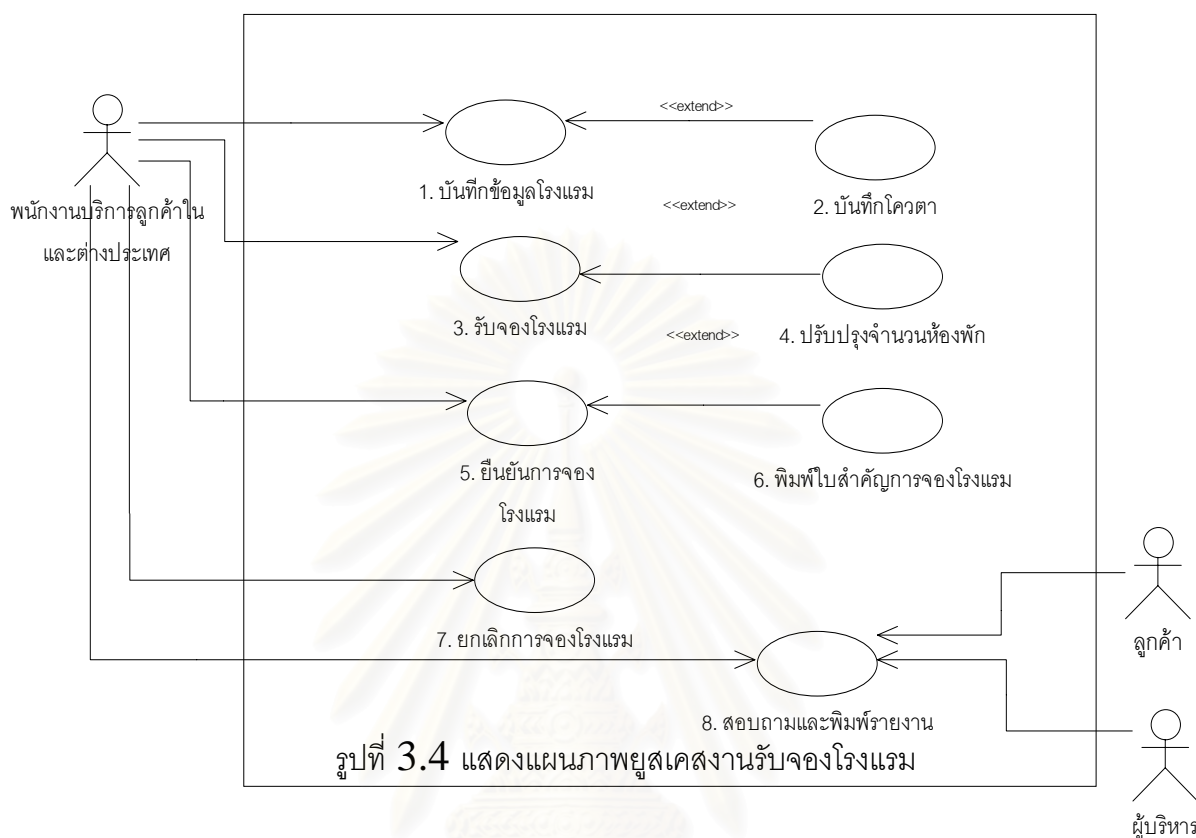 <<extend>>
พนักงานบริการลูกค้าใน
และต่างประเทศ
1. บันทึกข้อมูลโรงแรม
<<extend>>
2. บันทึกโควตา
3. รับจองโรงแรม
<<extend>>
4. ปรับปรุงจำนวนห้องพัก
5. ยืนยันการจอง
โรงแรม
6. พิมพ์ใบสำคัญการจองโรงแรม
7. ยกเลิกการจองโรงแรม
ลูกค้า
8. สอบถามและพิมพ์รายงาน
รูปที่ 3.4 แสดงแผนภาพยูสเคสงานรับจองโรงแรม
ผู้บริหาร